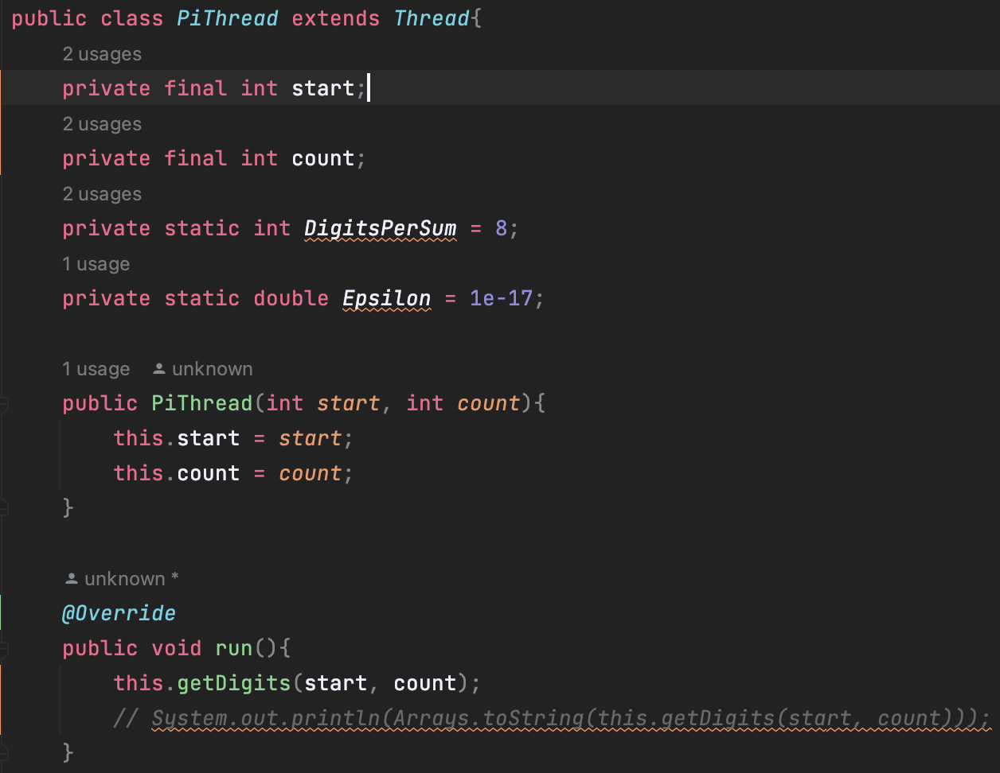 public class PiThread extends Thread{
2 usages
private final int start;
2 usages
private final int count;
2 usages
private static int DigitsPerSum = 8;
1 usage
private static double Epsilon = 1e-17;
1 usage unknown
public PiThread(int start, int count){
this.start = start;
this.count = count;
}
unknown *
@Override
public void run(){
this.getDigits(start, count);
// System.out.println(Arrays.toString(this.getDigits(start, count)));
}